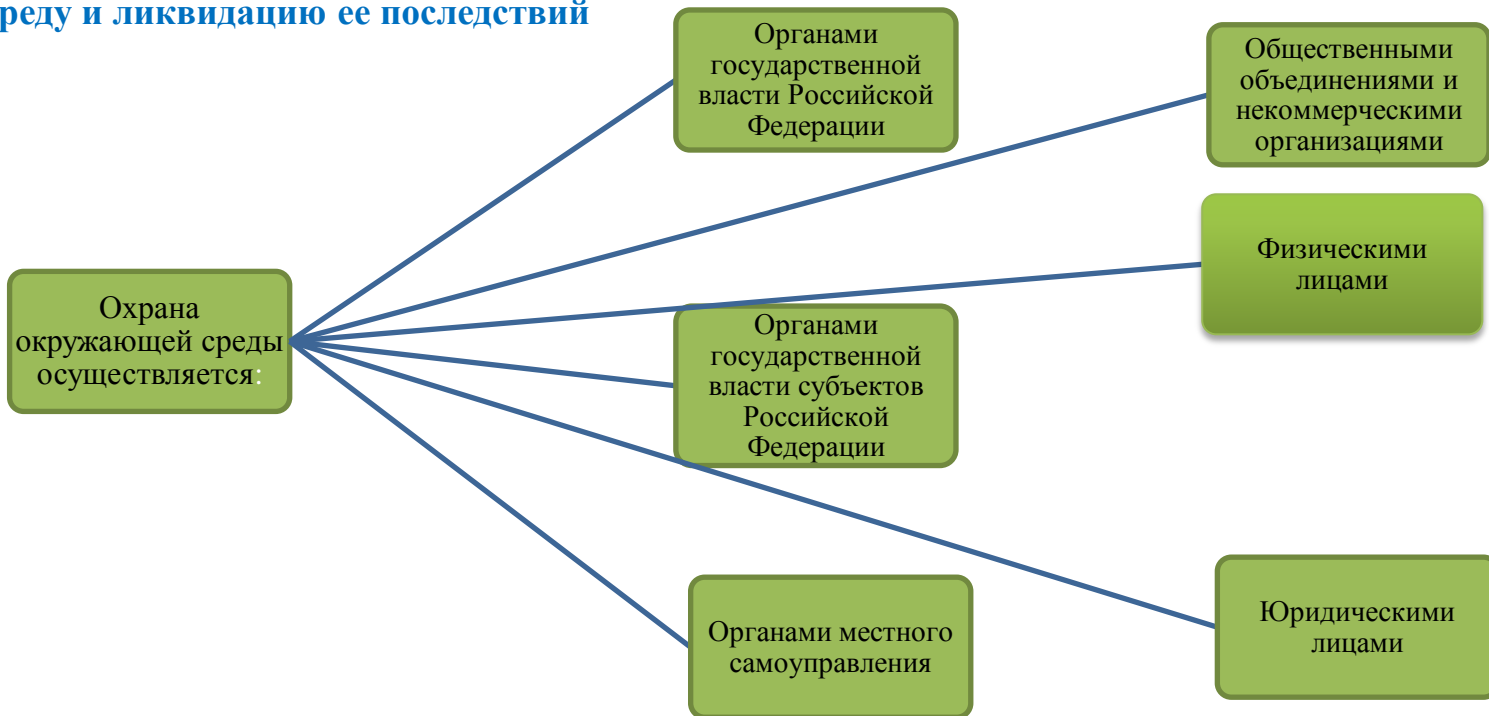 реду и ликвидацию ее последствий
Органами
государственной
власти Российской
Федерации
Общественными
объединениями и
некоммерческими
организациями
Физическими
лицами
Охрана
окружающей среды
осуществляется:
Органами
государственной
власти субъектов
Российской
Федерации
Органами местного
самоуправления
Юридическими
лицами